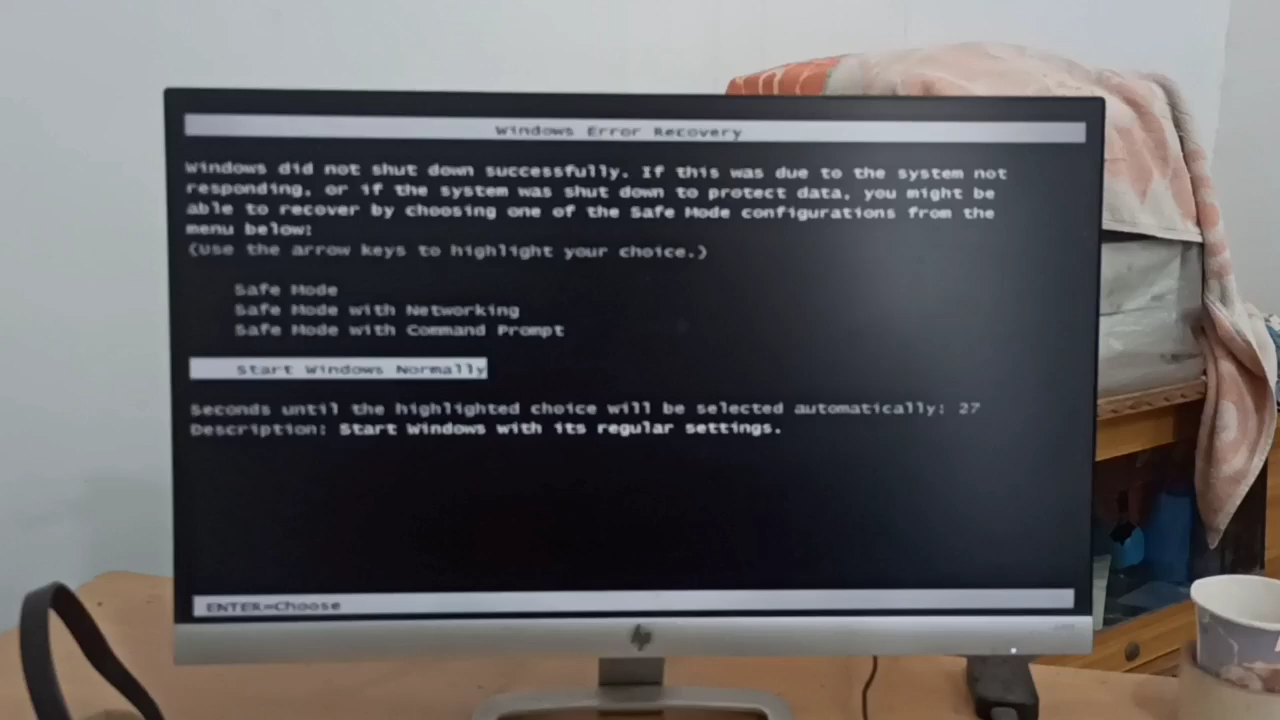 Windows Error Recovery
Windows did not shut down successfully. If this was due to the system not
responding, or if the system was shut down to protect data, you might be
able to recover by choosing one of the Safe Mode configurations from the
menu below:
(Use the arrow keys to highlight your choice.)
Safe Mode
Safe Mode with Networking
Safe Mode with Command Prompt
Start Windows Normally
Seconds until the highlighted choice will be selected automatically: 27
Description: Start Windows with its regular settings.
ENTER=Choose
hp